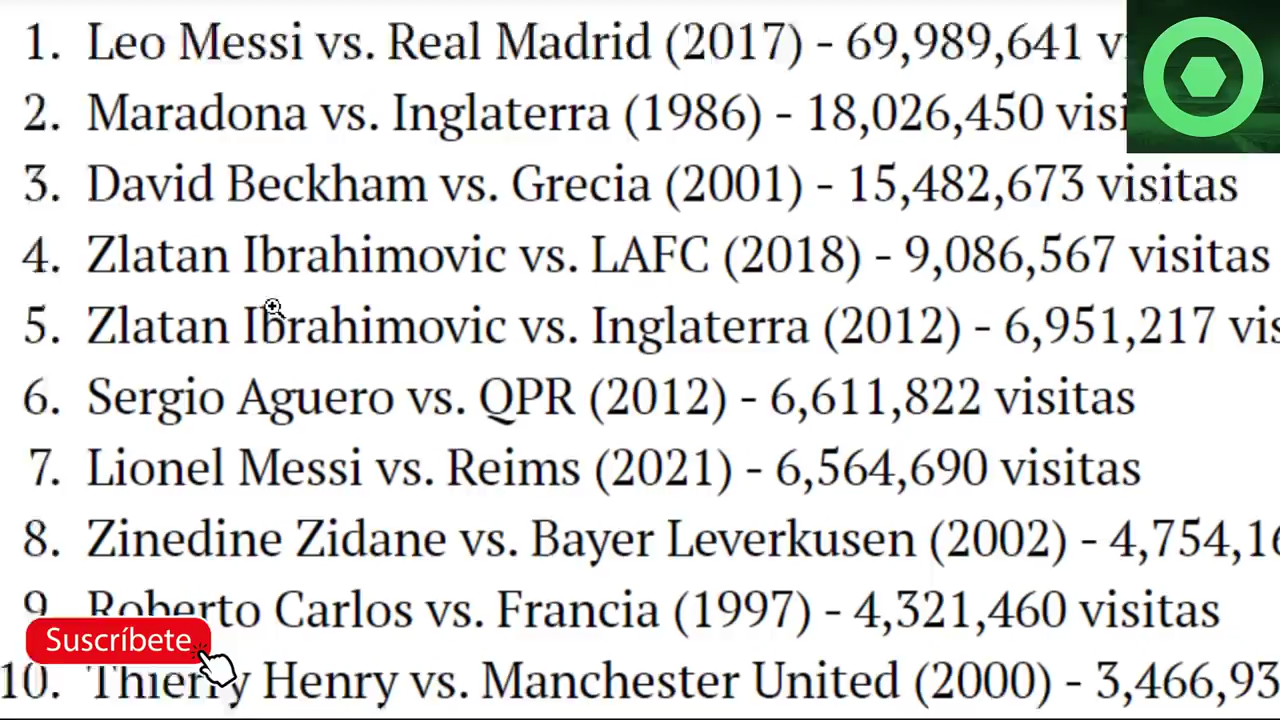 1. Leo Messi vs. Real Madrid (2017) - 69,989,641
2. Maradona vs. Inglaterra (1986) - 18,026,450
3. David Beckham vs. Grecia (2001) - 15,482,673 visitas
4. Zlatan Ibrahimovic vs. LAFC (2018) - 9,086,567 visitas
5. Zlatan Ibrahimovic vs. Inglaterra (2012) - 6,951,217
6. Sergio Aguero vs. QPR (2012) - 6,611,822 visitas
7. Lionel Messi vs. Reims (2021) - 6,564,690 visitas
8. Zinedine Zidane vs. Bayer Leverkusen (2002) -
9. Roberto Carlos vs. Francia (1997) - 4,321,460 visitas
Suscríbete
10. Thierry Henry vs. Manchester United (2000) -